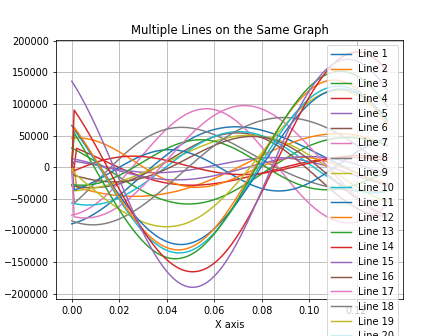 Multiple Lines on the Same Graph
200000
150000
100000
50000
0
−50000
−100000
−150000
−200000
0.00
0.02
0.04
0.06
0.08
0.10
X axis
Line 1
Line 2
Line 3
Line 4
Line 5
Line 6
Line 7
Line 8
Line 9
Line 10
Line 11
Line 12
Line 13
Line 14
Line 15
Line 16
Line 17
Line 18
Line 19
Line 20